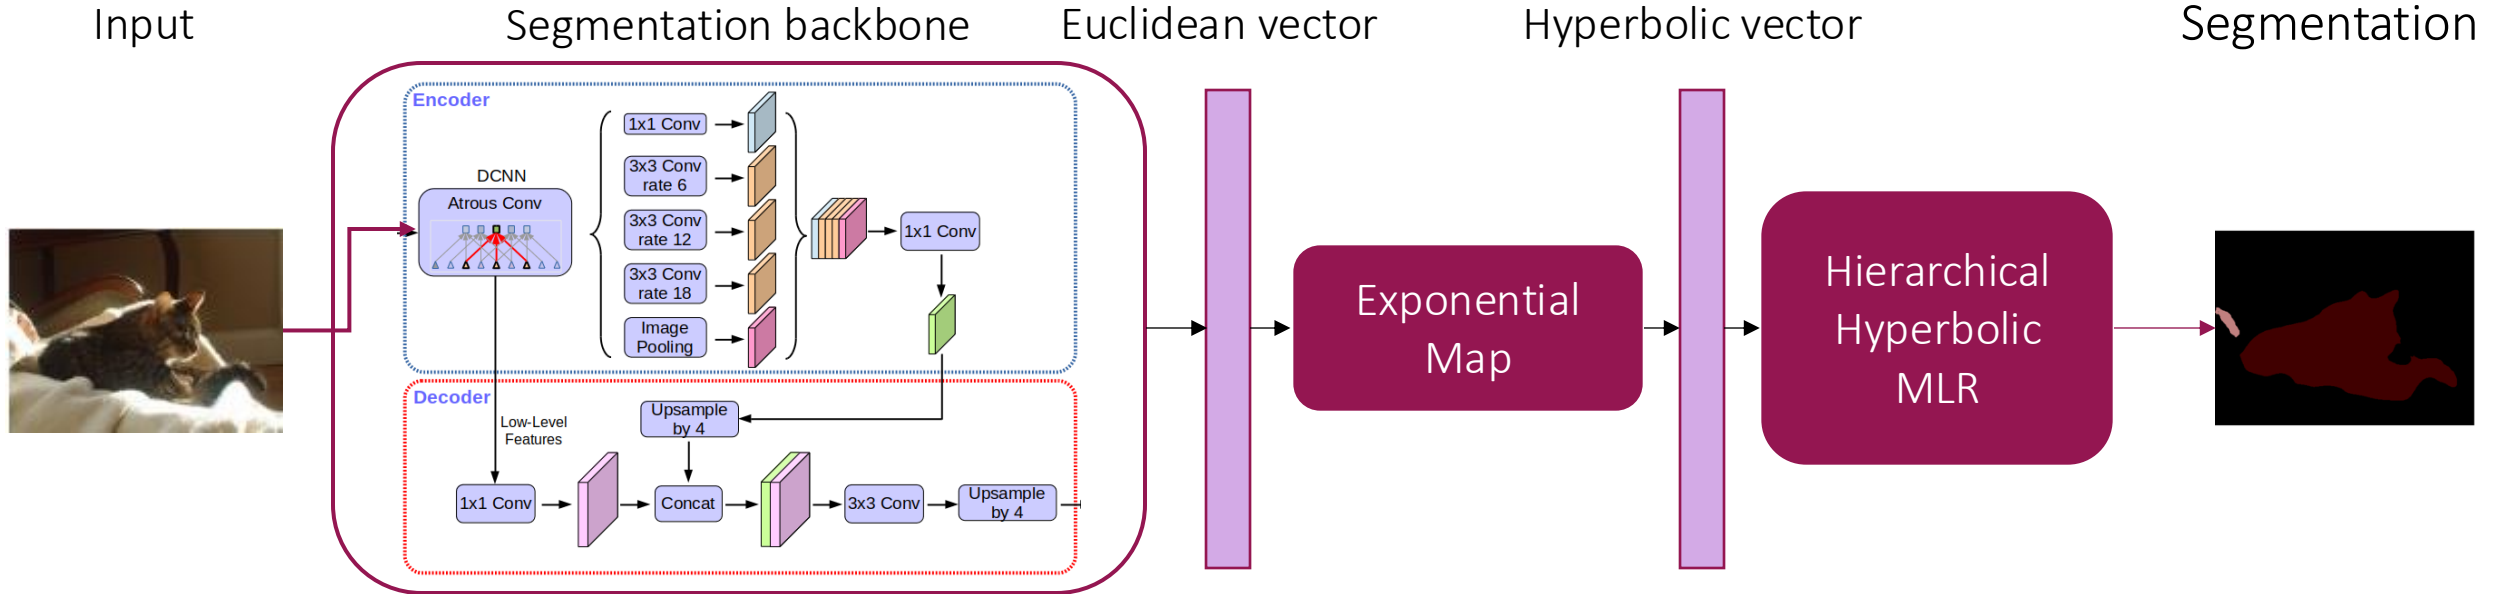 Input
Segmentation backbone
Euclidean vector
Hyperbolic vector
Segmentation
Encoder
DCNN
Atrous Conv
1x1 Conv
3x3 Conv
rate 6
3x3 Conv
rate 12
3x3 Conv
rate 18
Image
Pooling
1x1 Conv
Decoder
Low-Level
Features
Upsample
by 4
1x1 Conv
Concat
3x3 Conv
Upsample
by 4
Exponential
Map
Hierarchical
Hyperbolic
MLR